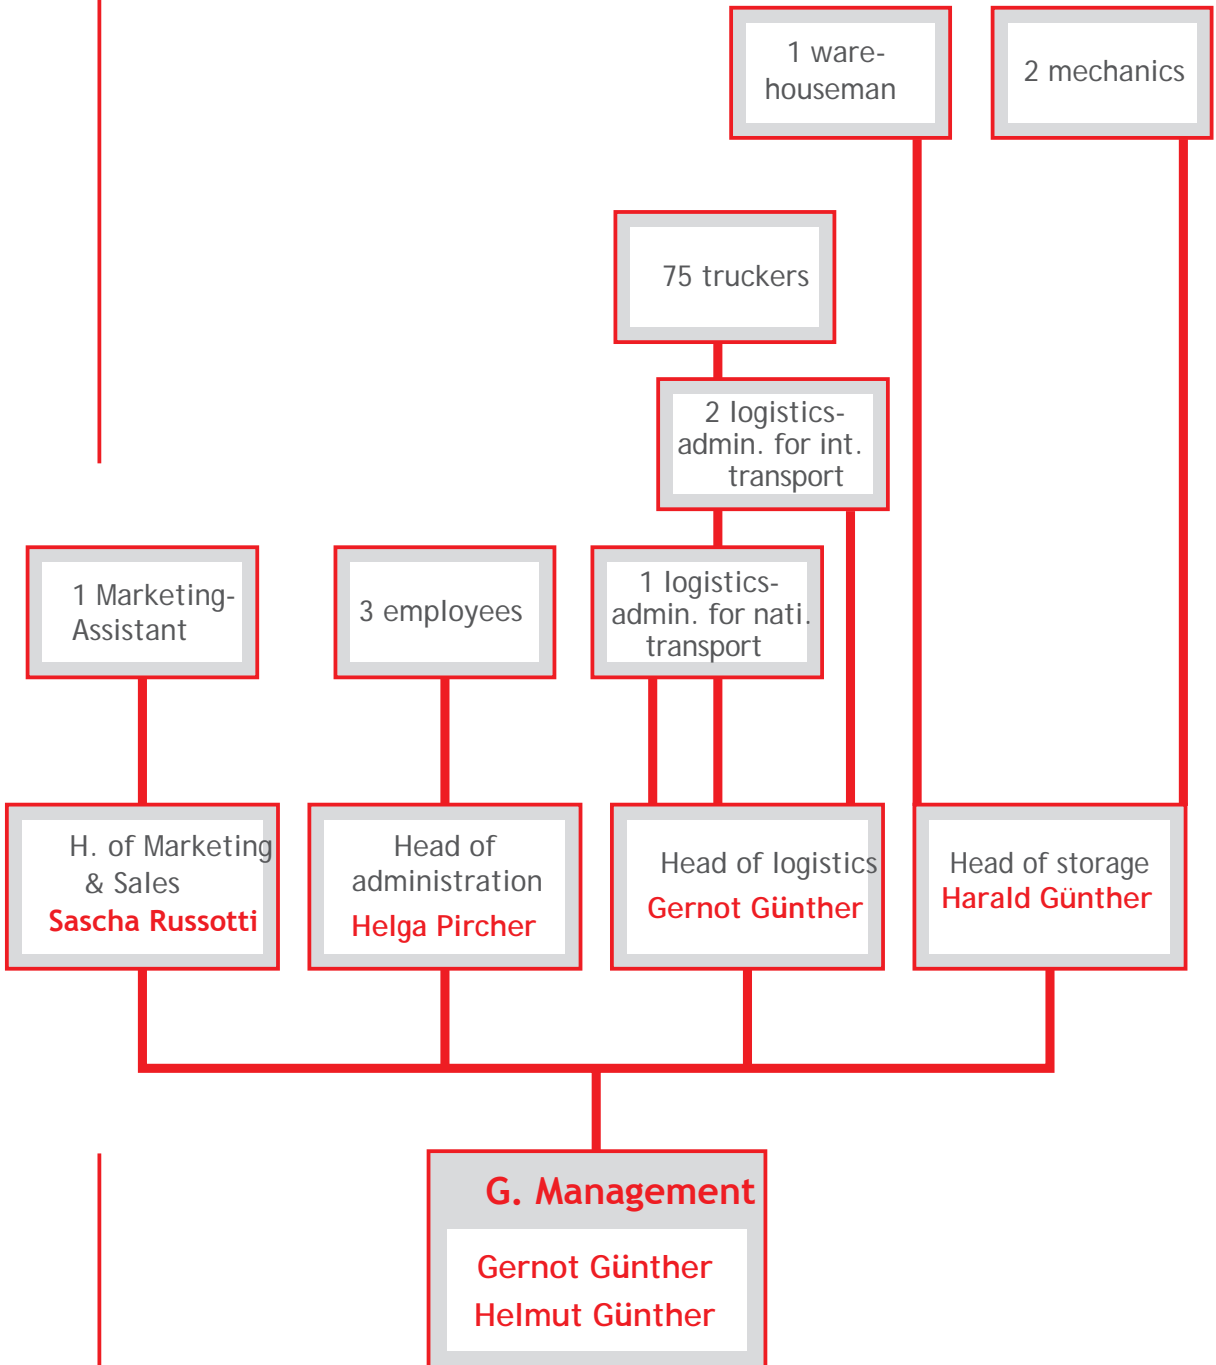 1 ware-
houseman
2 mechanics
75 truckers
2 logistics-
admin. for int.
transport
1 Marketing-
Assistant
3 employees
1 logistics-
admin. for nati.
transport
H. of Marketing
& Sales
Sascha Russotti
Head of
administration
Helga Pircher
Head of logistics
Gernot Günther
Head of storage
Harald Günther
G. Management
Gernot Günther
Helmut Günther